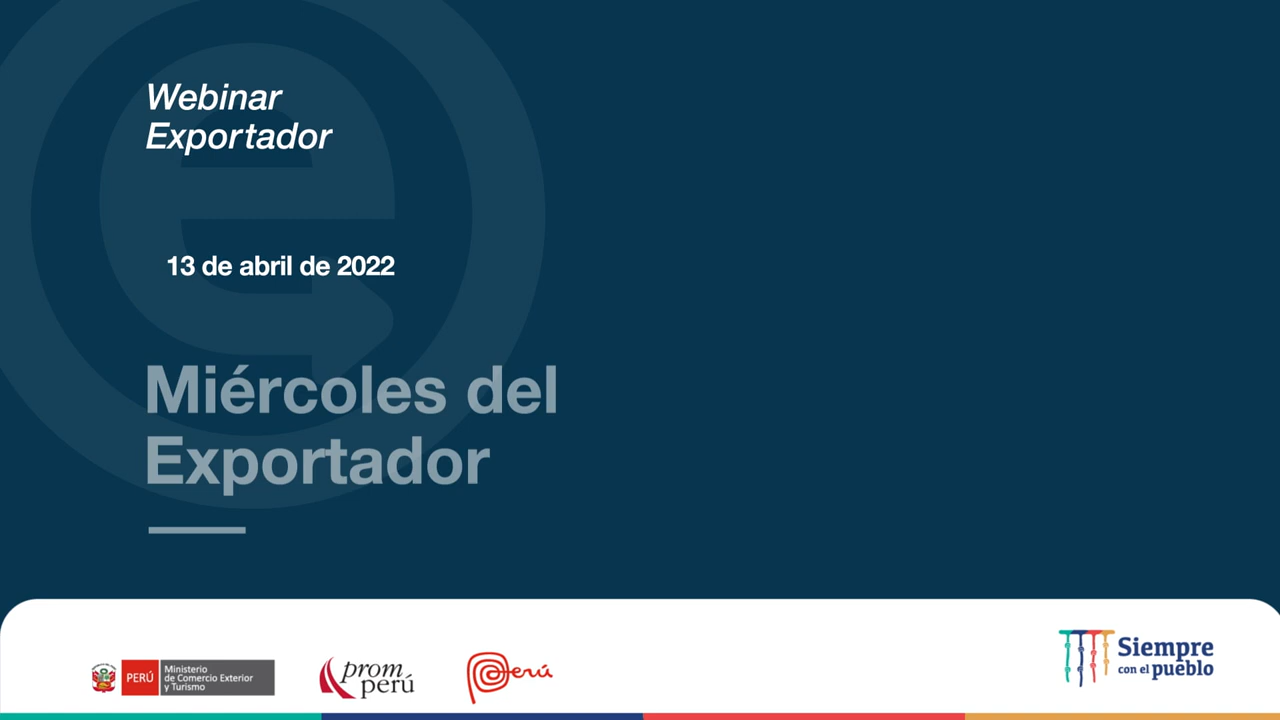 Webinar
Exportador
13 de abril de 2022
Miércoles del
Exportador
PERÚ
Ministerio
de Comercio Exterior
y Turismo
prom
perú
Perú
Siempre
con el pueblo